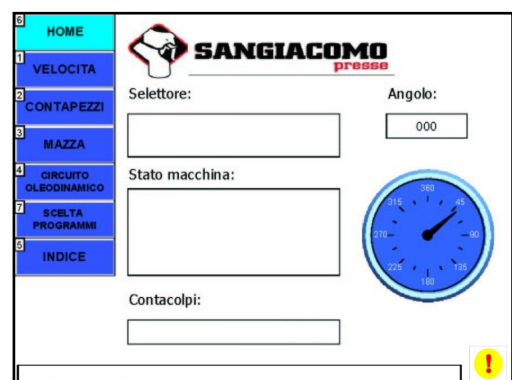 6
HOME
1
VELOCITA
2
CONTAPEZZI
3
MAZZA
4
CIRCUITO
OLEODINAMICO
7
SCELTA
PROGRAMMI
5
INDICE
SANGIACOMO
presse
Selettore:
Angolo:
000
Stato macchina:
360
45
90
135
180
225
270
315
Contacolpi:
!